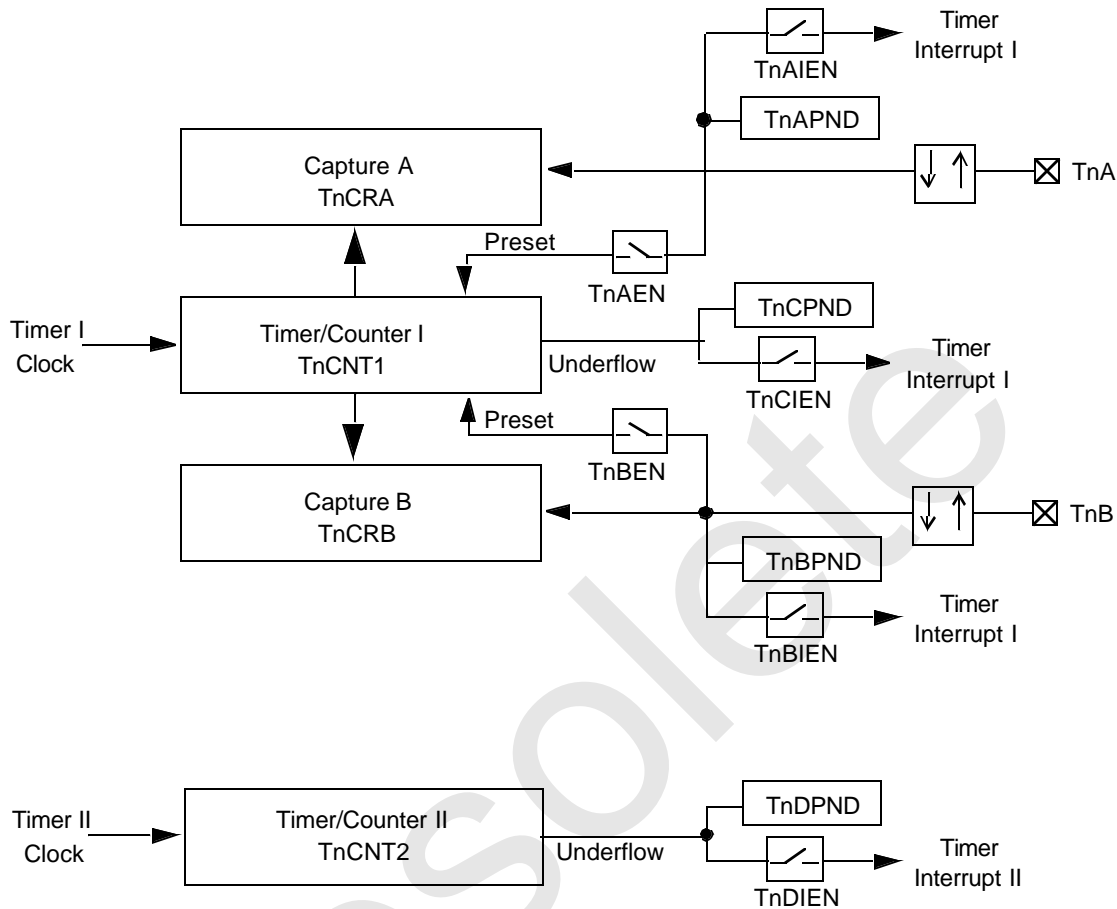 Timer
Interrupt I
TnAIEN
TnAPND
Capture A
TnCRA
TnA
Preset
TnAEN
TnCPND
Timer I
Clock
Timer/Counter I
TnCNT1
Underflow
Timer
Interrupt I
TnCIEN
Preset
TnBEN
Capture B
TnCRB
TnB
TnBPND
Timer
Interrupt I
TnBIEN
TnDPND
Timer II
Clock
Timer/Counter II
TnCNT2
Underflow
Timer
Interrupt II
TnDIEN
solete